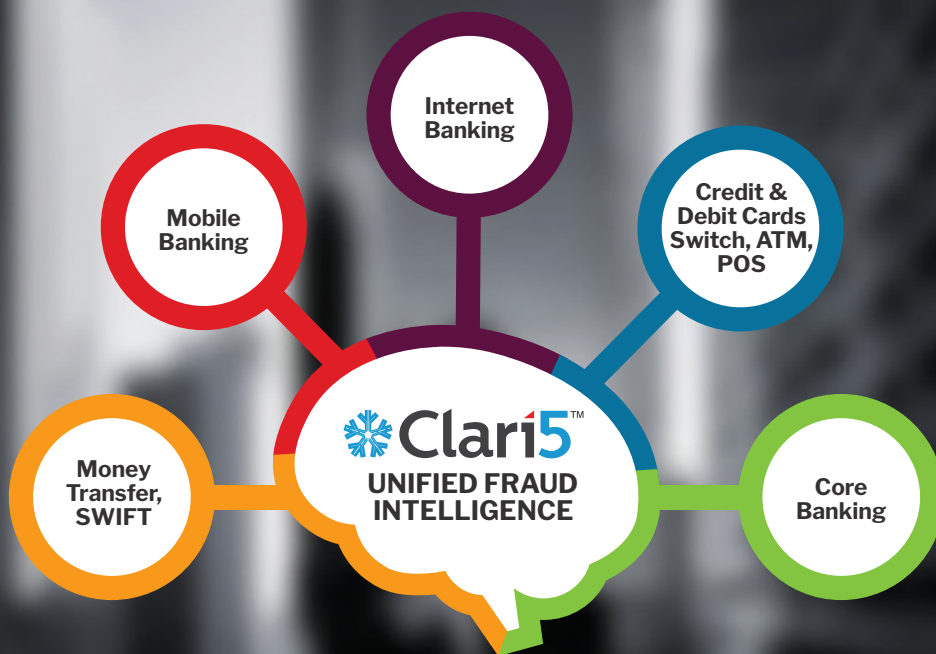 Internet
Banking
Mobile
Banking
Credit &
Debit Cards
Switch, ATM,
POS
Money
Transfer,
SWIFT
Clari5™
UNIFIED FRAUD
INTELLIGENCE
Core
Banking